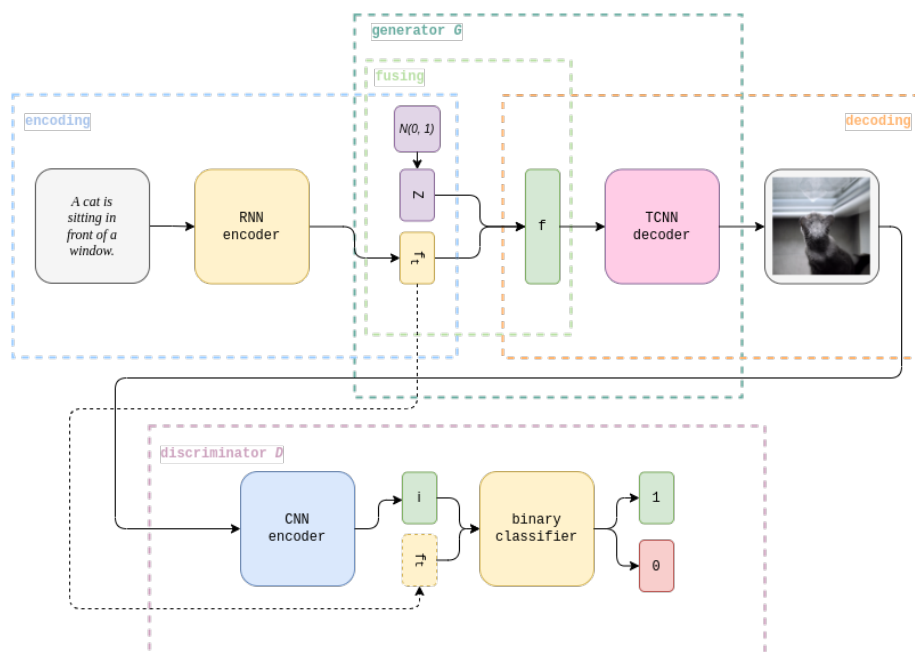 generator G
fusing
encoding
decoding
N(0, 1)
A cat is
sitting in
front of a
window.
RNN
encoder
Z
f
TCNN
decoder
ft
discriminator D
CNN
encoder
i
binary
classifier
1
ft
0